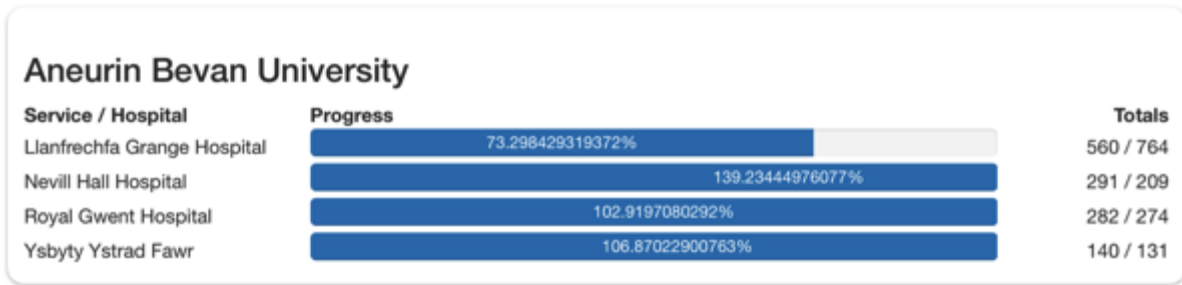 Aneurin Bevan University
Service / Hospital Progress Totals
Llanfrechfa Grange Hospital 73.298429319372% 560 / 764
Nevill Hall Hospital 139.23444976077% 291 / 209
Royal Gwent Hospital 102.9197080292% 282 / 274
Ysbyty Ystrad Fawr 106.87022900763% 140 / 131